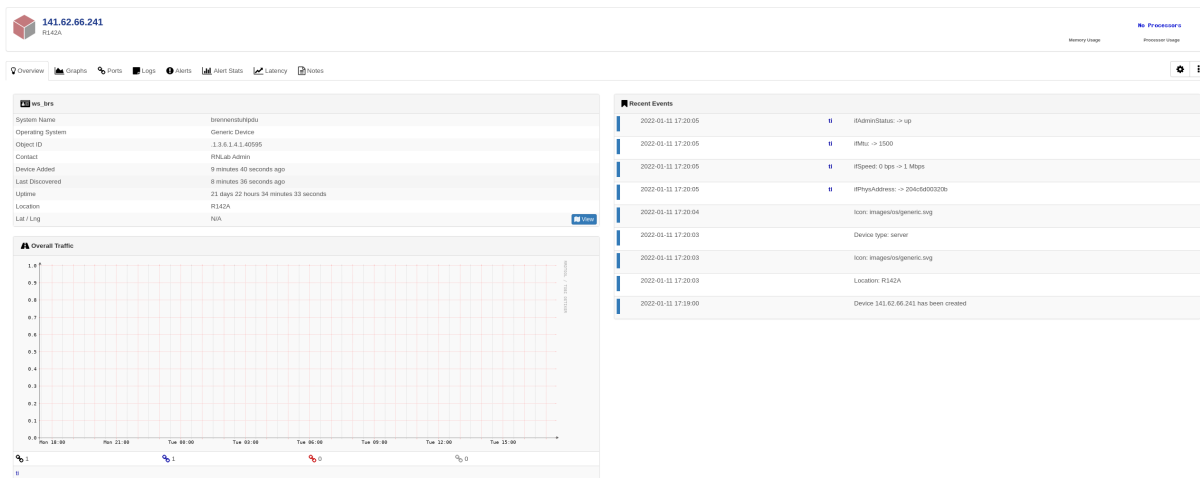 141.62.66.241
R142A
No Processors
Memory Usage Processor Usage
Overview Graphs Ports Logs Alerts Alert Stats Latency Notes
ws_brs
System Name brennenstuhlpdu
Operating System Generic Device
Object ID .1.3.6.1.4.1.40595
Contact RNLab Admin
Device Added 9 minutes 40 seconds ago
Last Discovered 8 minutes 36 seconds ago
Uptime 21 days 22 hours 34 minutes 33 seconds
Location R142A
Lat / Lng N/A View
Overall Traffic
1.0
0.9
0.8
0.7
0.6
0.5
0.4
0.3
0.2
0.1
0.0
Mon 18:00 Mon 21:00 Tue 00:00 Tue 03:00 Tue 06:00 Tue 09:00 Tue 12:00 Tue 15:00
RRDTOOL / TOBI OETIKER
1 1 0 0
Recent Events
2022-01-11 17:20:05 ifAdminStatus: -> up
2022-01-11 17:20:05 ifMtu: -> 1500
2022-01-11 17:20:05 ifSpeed: 0 bps -> 1 Mbps
2022-01-11 17:20:05 ifPhysAddress: -> 204c6d00320b
2022-01-11 17:20:04 Icon: images/os/generic.svg
2022-01-11 17:20:03 Device type: server
2022-01-11 17:20:03 Icon: images/os/generic.svg
2022-01-11 17:20:03 Location: R142A
2022-01-11 17:19:00 Device 141.62.66.241 has been created